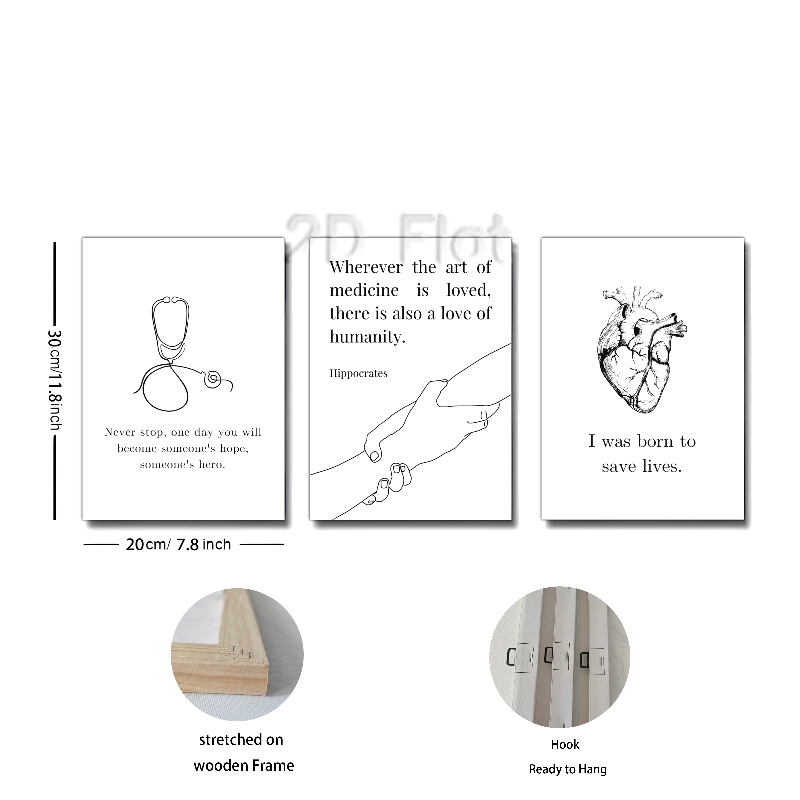 2D Flat
Wherever the art of
medicine is loved,
there is also a love of
humanity.
Hippocrates
Never stop, one day you will
become someone's hope,
someone's hero.
I was born to
save lives.
30cm/11.8inch
20cm/ 7.8 inch
stretched on
wooden Frame
Hook
Ready to Hang